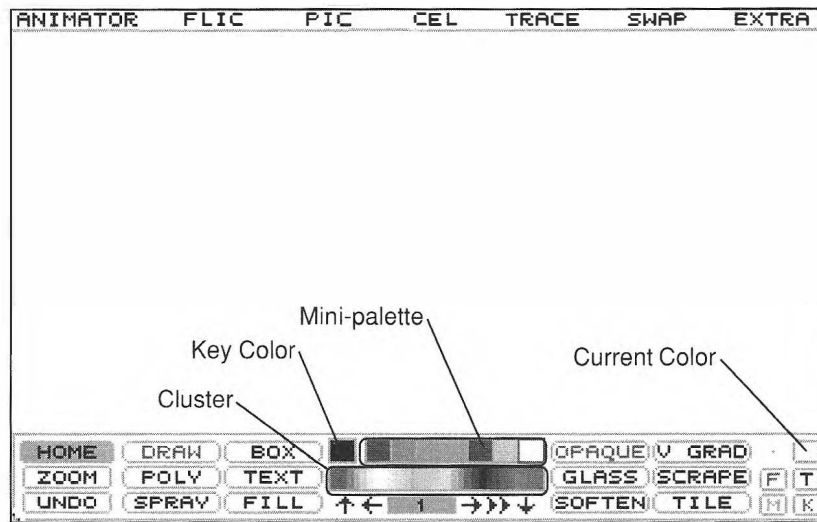 ANIMATOR FLIC PIC CEL TRACE SWAP EXTRA
Mini-palette
Key Color
Current Color
Cluster
HOME DRAW BOX OPAQUE V GRAD
ZOOM POLY TEXT GLASS SCRAPE F T
UNDO SPRAY FILL 1 SOFTEN TILE M K